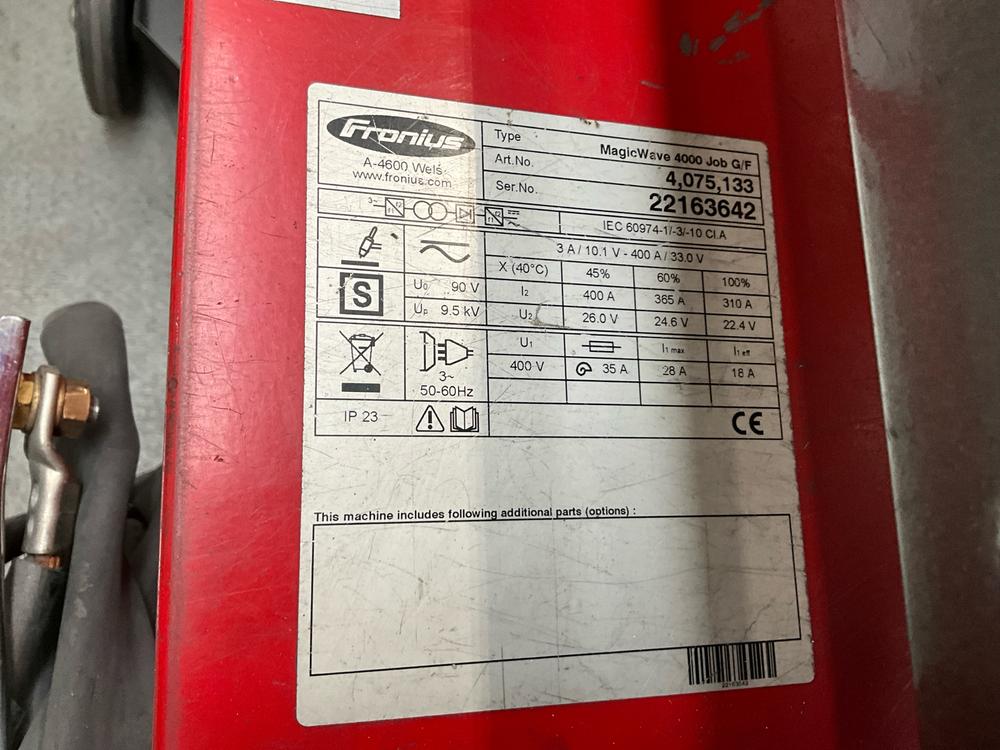 Fronius
A-4600 Wels
www.fronius.com
Type MagicWave 4000 Job G/F
Art.No. 4,075,133
Ser.No. 22163642
3~ IEC 60974-1/-3/-10 Cl.A
3 A / 10.1 V - 400 A / 33.0 V
X (40°C) 45% 60% 100%
S U0 90 V I2 400 A 365 A 310 A
Up 9.5 kV U2 26.0 V 24.6 V 22.4 V
U1 I1 max I1 eff
3~ 400 V 35 A 28 A 18 A
50-60Hz
IP 23 CE
This machine includes following additional parts (options) :
22163642